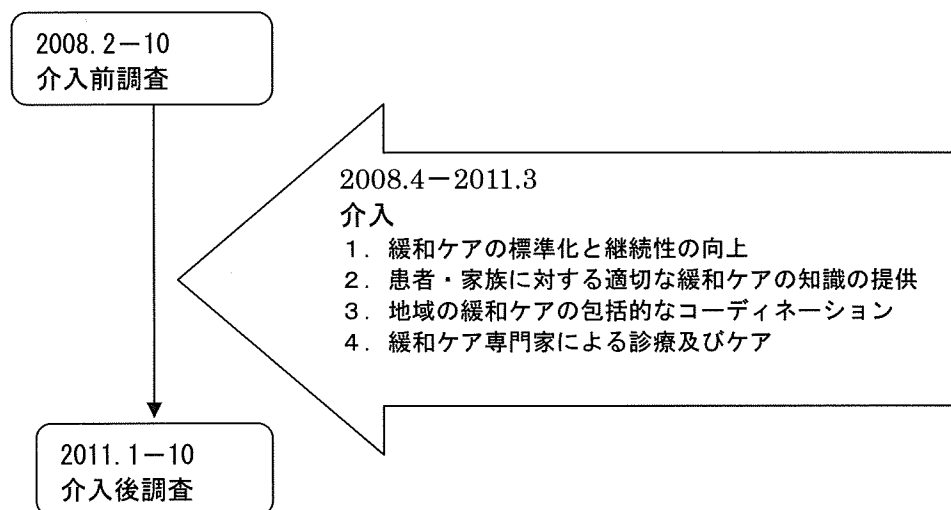 2008.2－10
介入前調査
2008.4－2011.3
介入
１．緩和ケアの標準化と継続性の向上
２．患者・家族に対する適切な緩和ケアの知識の提供
３．地域の緩和ケアの包括的なコーディネーション
４．緩和ケア専門家による診療及びケア
2011.1－10
介入後調査